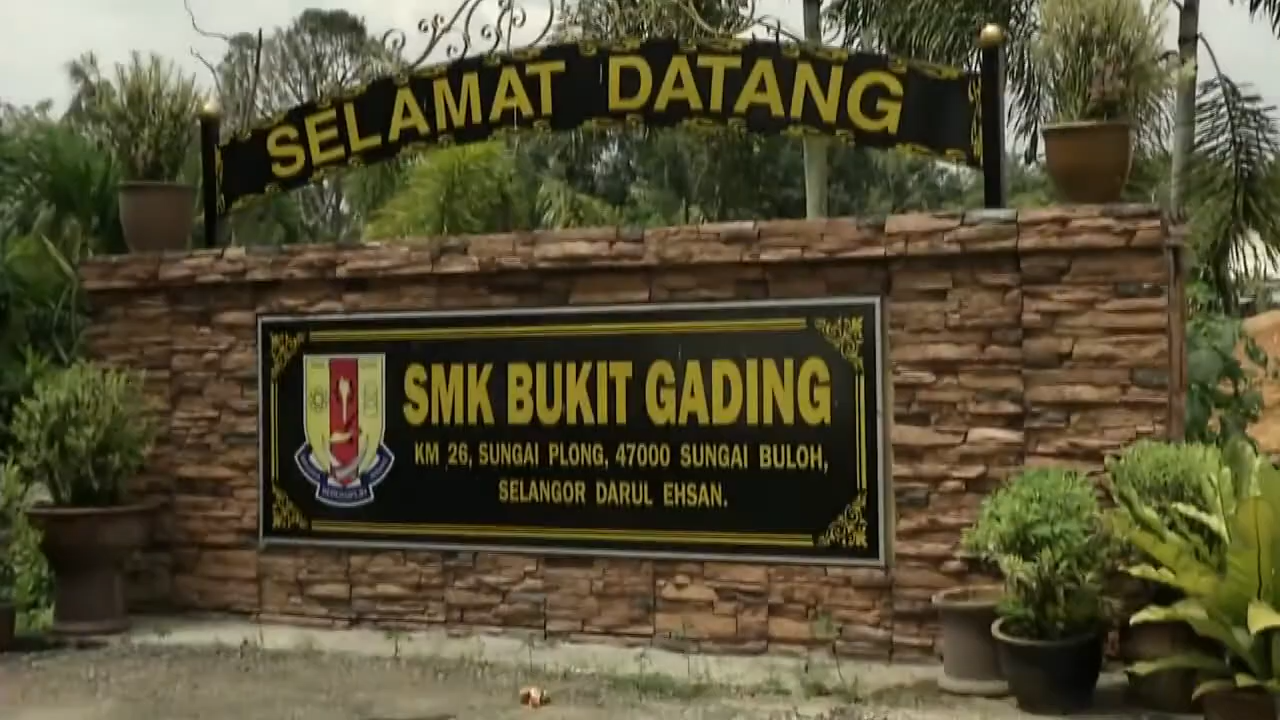 SELAMAT DATANG
SMK BUKIT GADING
KM 26, SUNGAI PLONG, 47000 SUNGAI BULOH,
SELANGOR DARUL EHSAN.